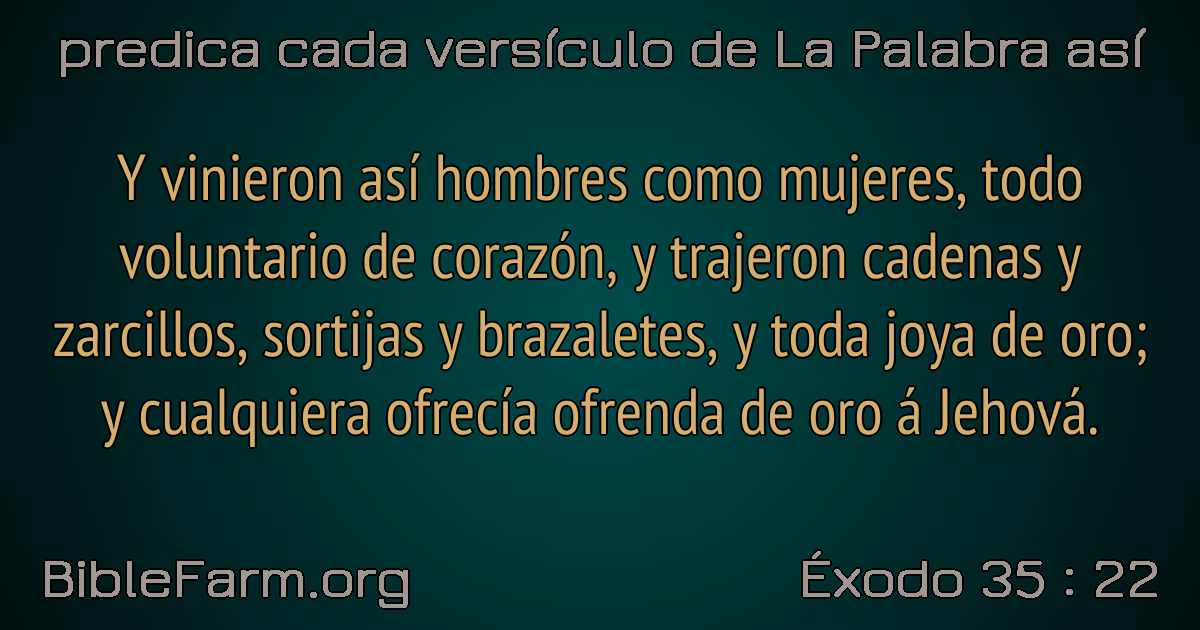 predica cada versículo de La Palabra así
Y vinieron así hombres como mujeres, todo
voluntario de corazón, y trajeron cadenas y
zarcillos, sortijas y brazaletes, y toda joya de oro;
y cualquiera ofrecía ofrenda de oro á Jehová.
BibleFarm.org
Éxodo 35 : 22